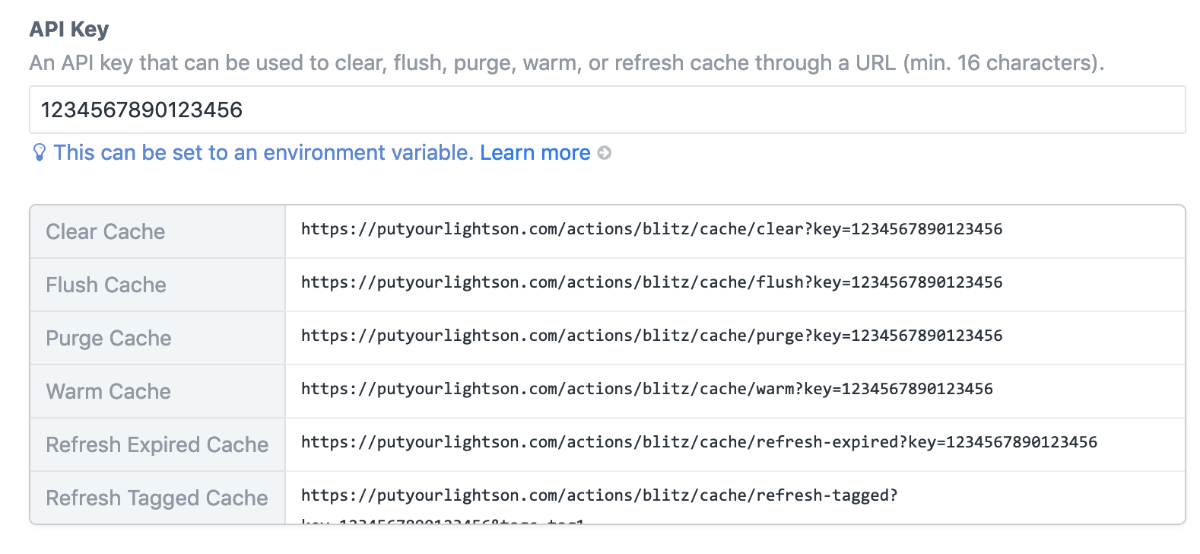 API Key
An API key that can be used to clear, flush, purge, warm, or refresh cache through a URL (min. 16 characters).
1234567890123456
This can be set to an environment variable. Learn more
Clear Cache https://putyourlightson.com/actions/blitz/cache/clear?key=1234567890123456
Flush Cache https://putyourlightson.com/actions/blitz/cache/flush?key=1234567890123456
Purge Cache https://putyourlightson.com/actions/blitz/cache/purge?key=1234567890123456
Warm Cache https://putyourlightson.com/actions/blitz/cache/warm?key=1234567890123456
Refresh Expired Cache https://putyourlightson.com/actions/blitz/cache/refresh-expired?key=1234567890123456
Refresh Tagged Cache https://putyourlightson.com/actions/blitz/cache/refresh-tagged?